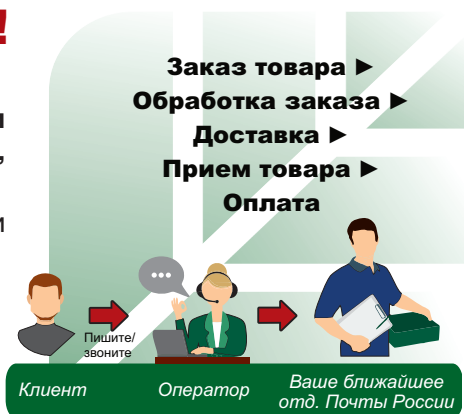 !
Заказ товара ►
Обработка заказа ►
Доставка ►
Прием товара ►
Оплата
Пишите/
звоните
Клиент
Оператор
Ваше ближайшее
отд. Почты России